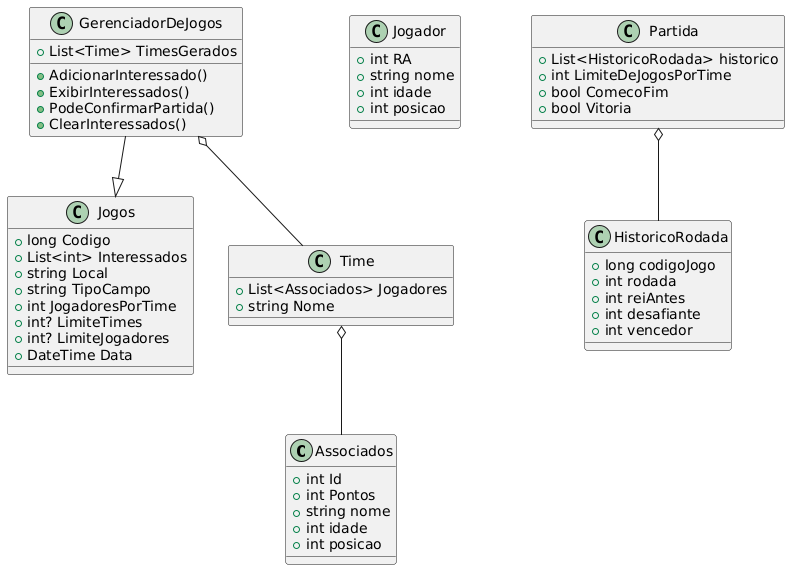 C GerenciadorDeJogos
List<Time> TimesGerados
AdicionarInteressado()
ExibirInteressados()
PodeConfirmarPartida()
ClearInteressados()
C Jogador
int RA
string nome
int idade
int posicao
C Partida
List<HistoricoRodada> historico
int LimiteDeJogosPorTime
bool ComecoFim
bool Vitoria
C Jogos
long Codigo
List<int> Interessados
string Local
string TipoCampo
int JogadoresPorTime
int? LimiteTimes
int? LimiteJogadores
DateTime Data
C Time
List<Associados> Jogadores
string Nome
C HistoricoRodada
long codigoJogo
int rodada
int reiAntes
int desafiante
int vencedor
C Associados
int Id
int Pontos
string nome
int idade
int posicao